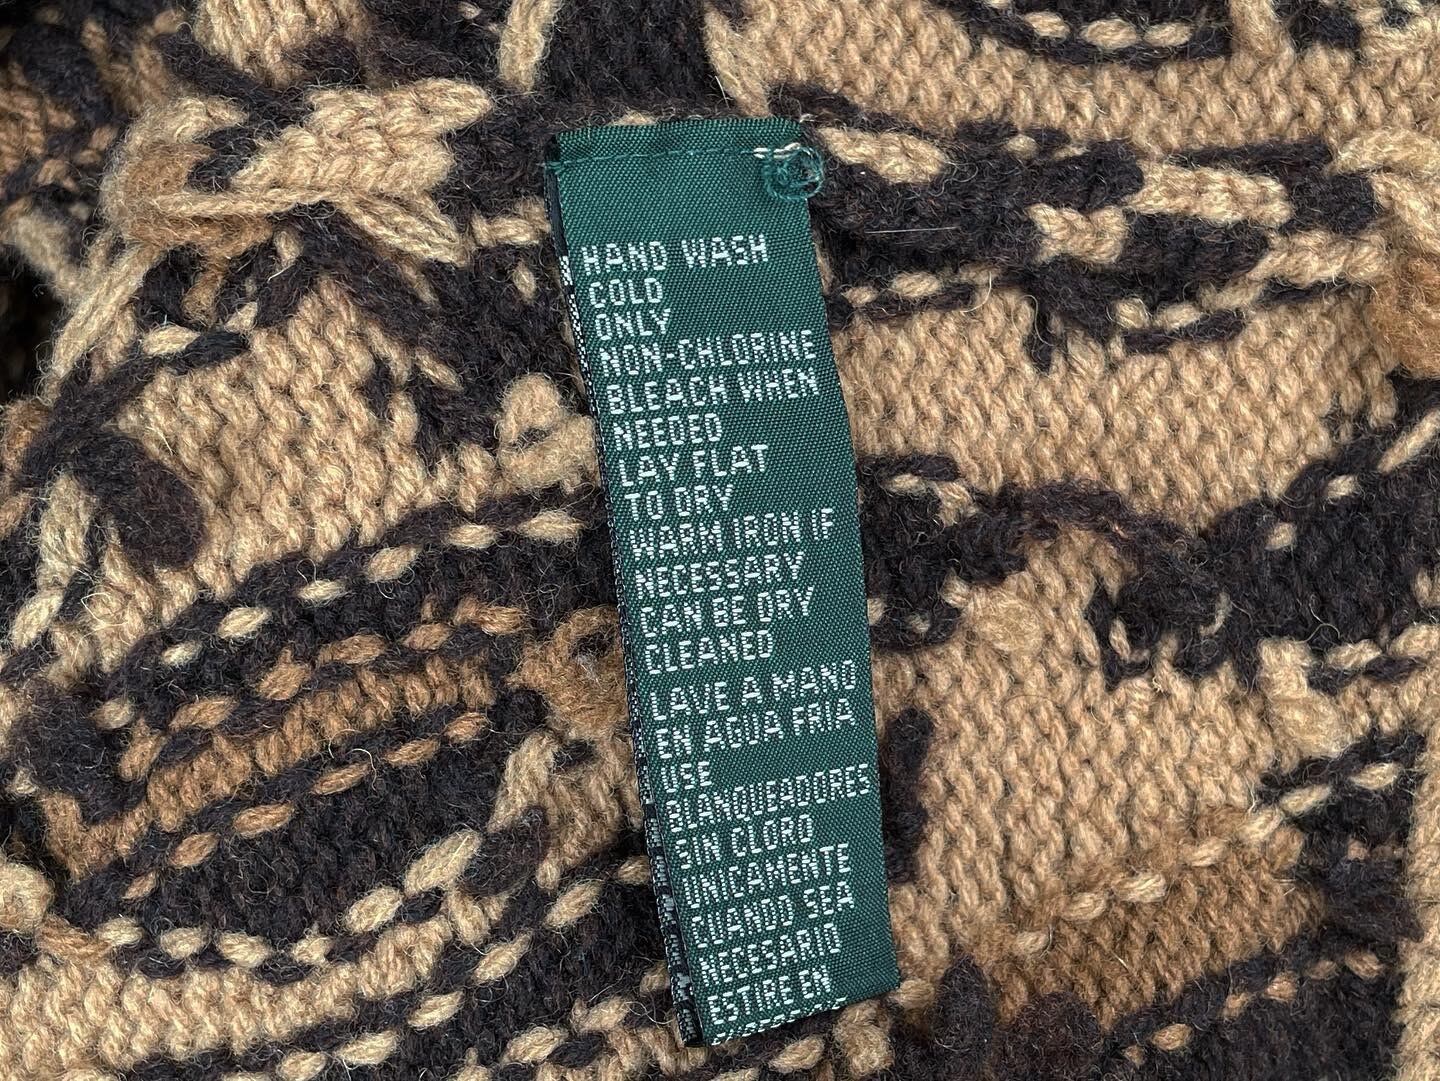 HAND WASH
COLD
ONLY
NON-CHLORINE
BLEACH WHEN
NEEDED
LAY FLAT
TO DRY
WARM IRON IF
NECESSARY
CAN BE DRY
CLEANED
LAVE A MANO
EN AGUA FRIA
USE
BLANQUEADORES
SIN CLORO
UNICAMENTE
CUANDO SEA
NECESARIO
ESTIRE EN